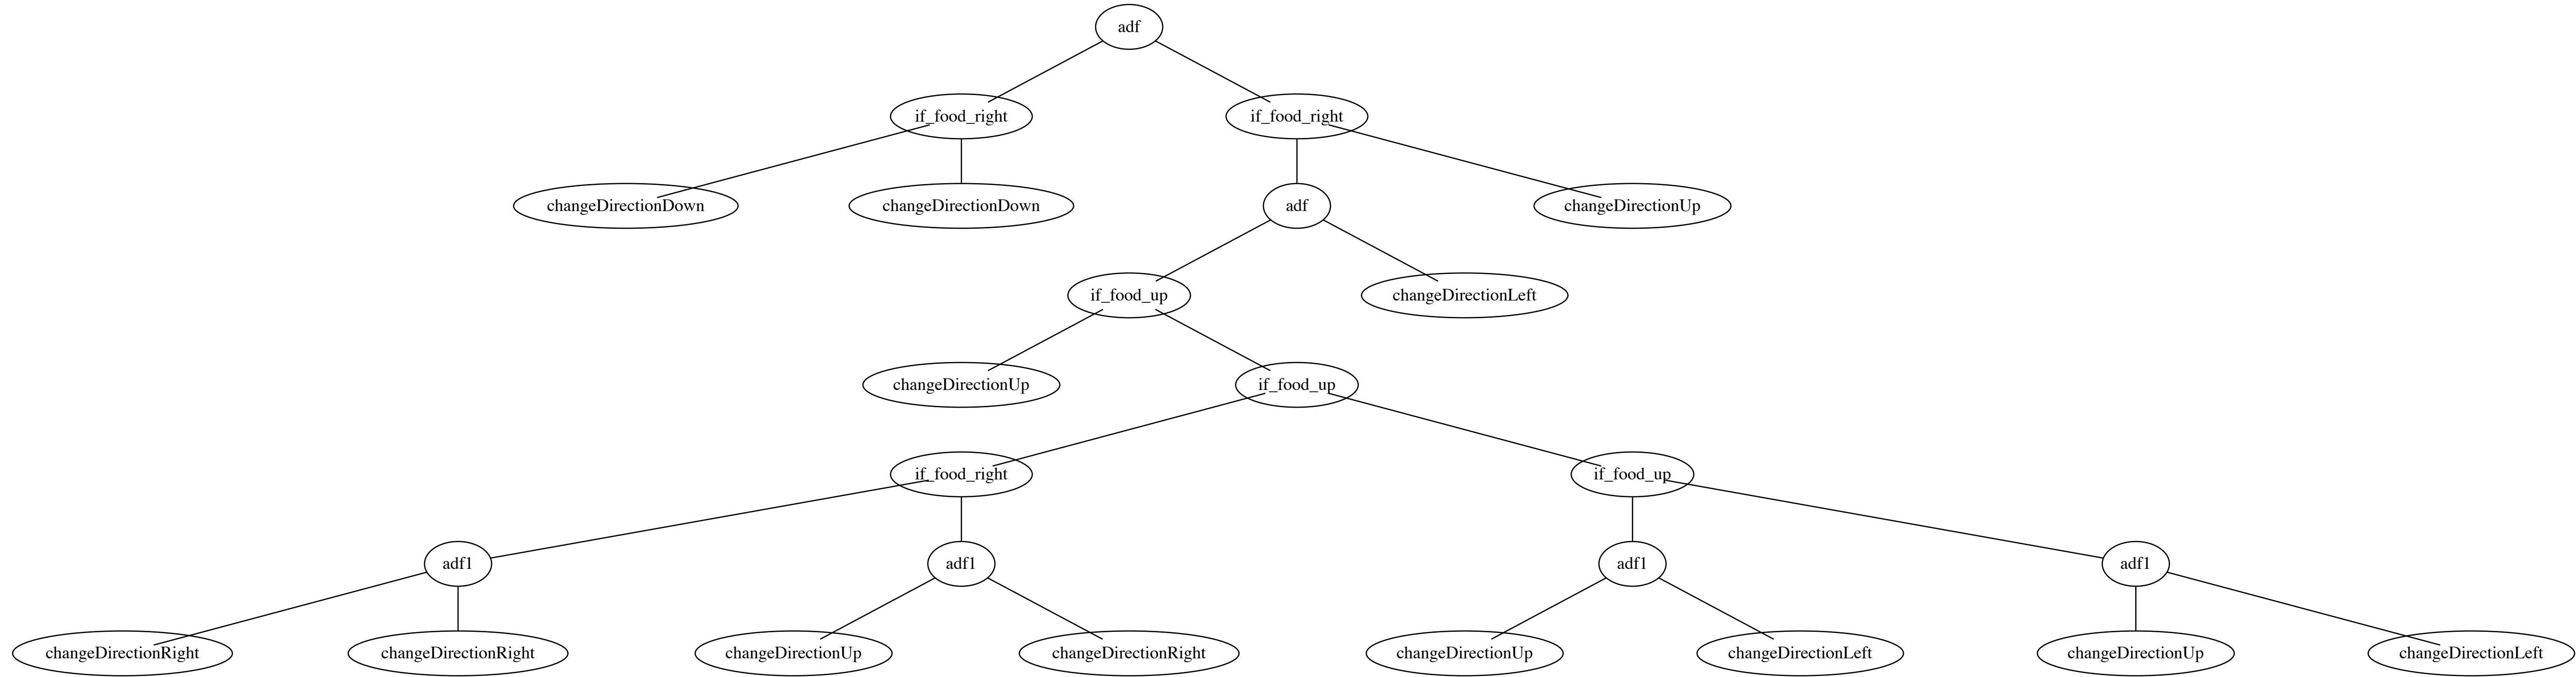 adf
if_food_right
if_food_right
changeDirectionDown
changeDirectionDown
adf
changeDirectionUp
if_food_up
changeDirectionLeft
changeDirectionUp
if_food_up
if_food_right
if_food_up
adf1
adf1
adf1
adf1
changeDirectionRight
changeDirectionRight
changeDirectionUp
changeDirectionRight
changeDirectionUp
changeDirectionLeft
changeDirectionUp
changeDirectionLeft